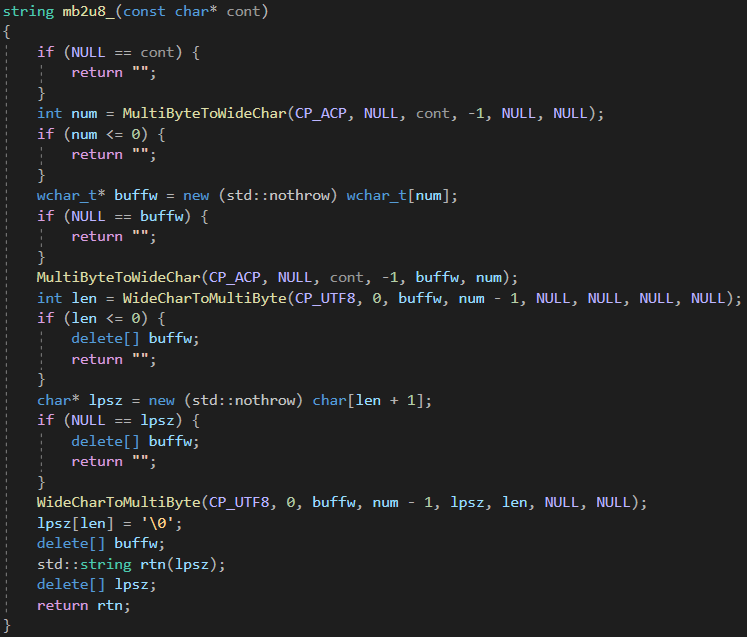 string mb2u8_(const char* cont)
{
    if (NULL == cont) {
        return "";
    }
    int num = MultiByteToWideChar(CP_ACP, NULL, cont, -1, NULL, NULL);
    if (num <= 0) {
        return "";
    }
    wchar_t* buffw = new (std::nothrow) wchar_t[num];
    if (NULL == buffw) {
        return "";
    }
    MultiByteToWideChar(CP_ACP, NULL, cont, -1, buffw, num);
    int len = WideCharToMultiByte(CP_UTF8, 0, buffw, num - 1, NULL, NULL, NULL, NULL);
    if (len <= 0) {
        delete[] buffw;
        return "";
    }
    char* lpsz = new (std::nothrow) char[len + 1];
    if (NULL == lpsz) {
        delete[] buffw;
        return "";
    }
    WideCharToMultiByte(CP_UTF8, 0, buffw, num - 1, lpsz, len, NULL, NULL);
    lpsz[len] = '\0';
    delete[] buffw;
    std::string rtn(lpsz);
    delete[] lpsz;
    return rtn;
}